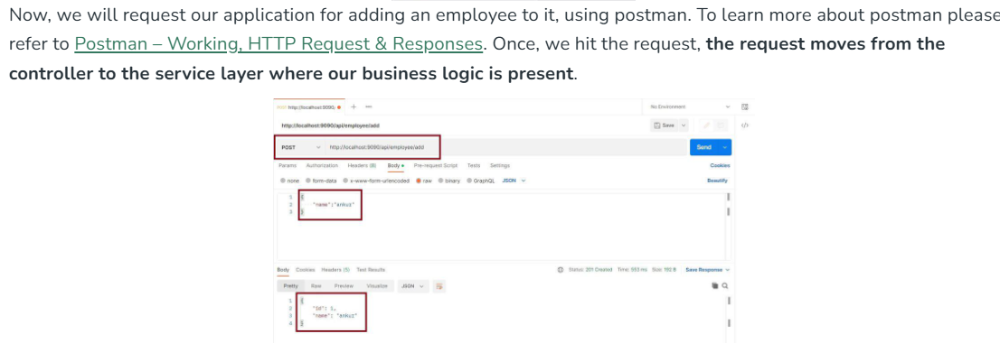 Now, we will request our application for adding an employee to it, using postman. To learn more about postman please
refer to Postman – Working, HTTP Request & Responses. Once, we hit the request, the request moves from the
controller to the service layer where our business logic is present.
POST http://localhost:9090/ + ••• No Environment
http://localhost:9090/api/employee/add Save
POST http://localhost:9090/api/employee/add Send
Params Authorization Headers (8) Body Pre-request Script Tests Settings Cookies
none form-data x-www-form-urlencoded raw binary GraphQL JSON Beautify
1 {
2 "name":"ankur"
3 }
Body Cookies Headers (5) Test Results Status: 201 Created Time: 553 ms Size: 192 B Save Response
Pretty Raw Preview Visualize JSON
1 {
2 "id": 1,
3 "name": "ankur"
4 }